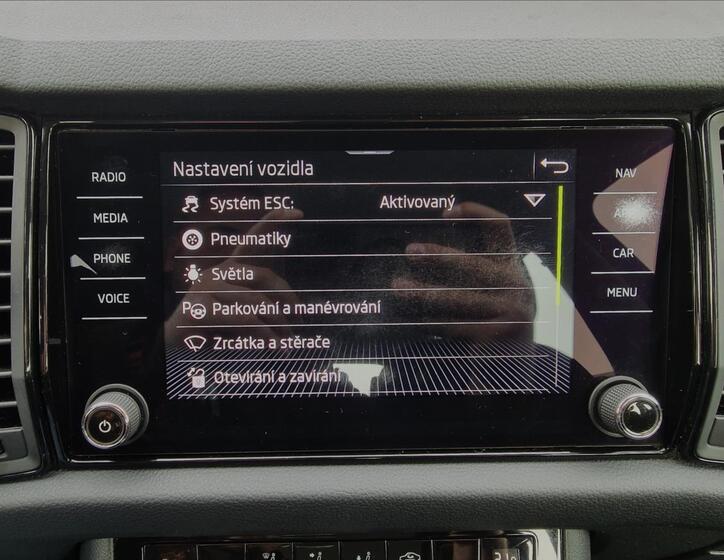 Nastavení vozidla
RADIO
MEDIA
PHONE
VOICE
Systém ESC: Aktivovaný
Pneumatiky
Světla
P Parkování a manévrování
Zrcátka a stěrače
Otevírání a zavírání
NAV
CAR
MENU